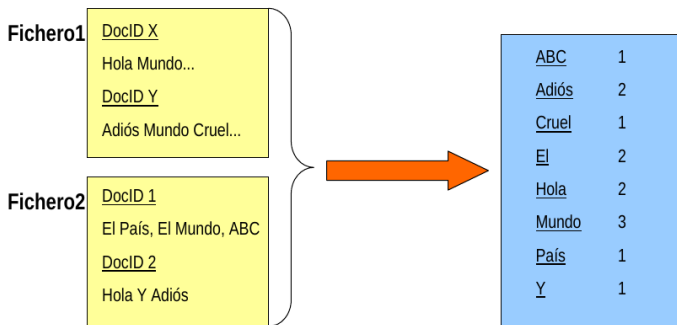 Fichero1
DocID X
Hola Mundo...
DocID Y
Adiós Mundo Cruel...
Fichero2
DocID 1
El País, El Mundo, ABC
DocID 2
Hola Y Adiós
ABC 1
Adiós 2
Cruel 1
El 2
Hola 2
Mundo 3
País 1
Y 1